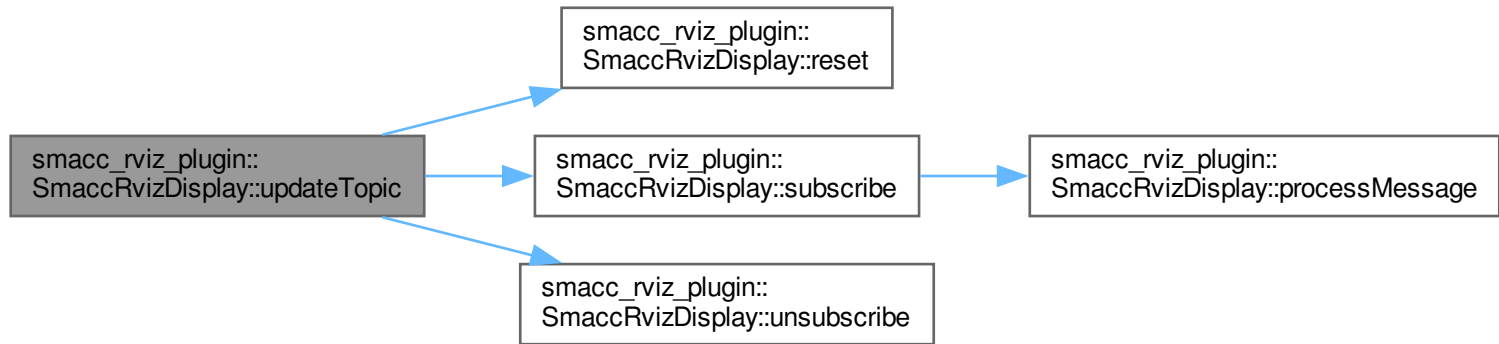 smacc_rviz_plugin::
SmaccRvizDisplay::reset
smacc_rviz_plugin::
SmaccRvizDisplay::updateTopic
smacc_rviz_plugin::
SmaccRvizDisplay::subscribe
smacc_rviz_plugin::
SmaccRvizDisplay::processMessage
smacc_rviz_plugin::
SmaccRvizDisplay::unsubscribe